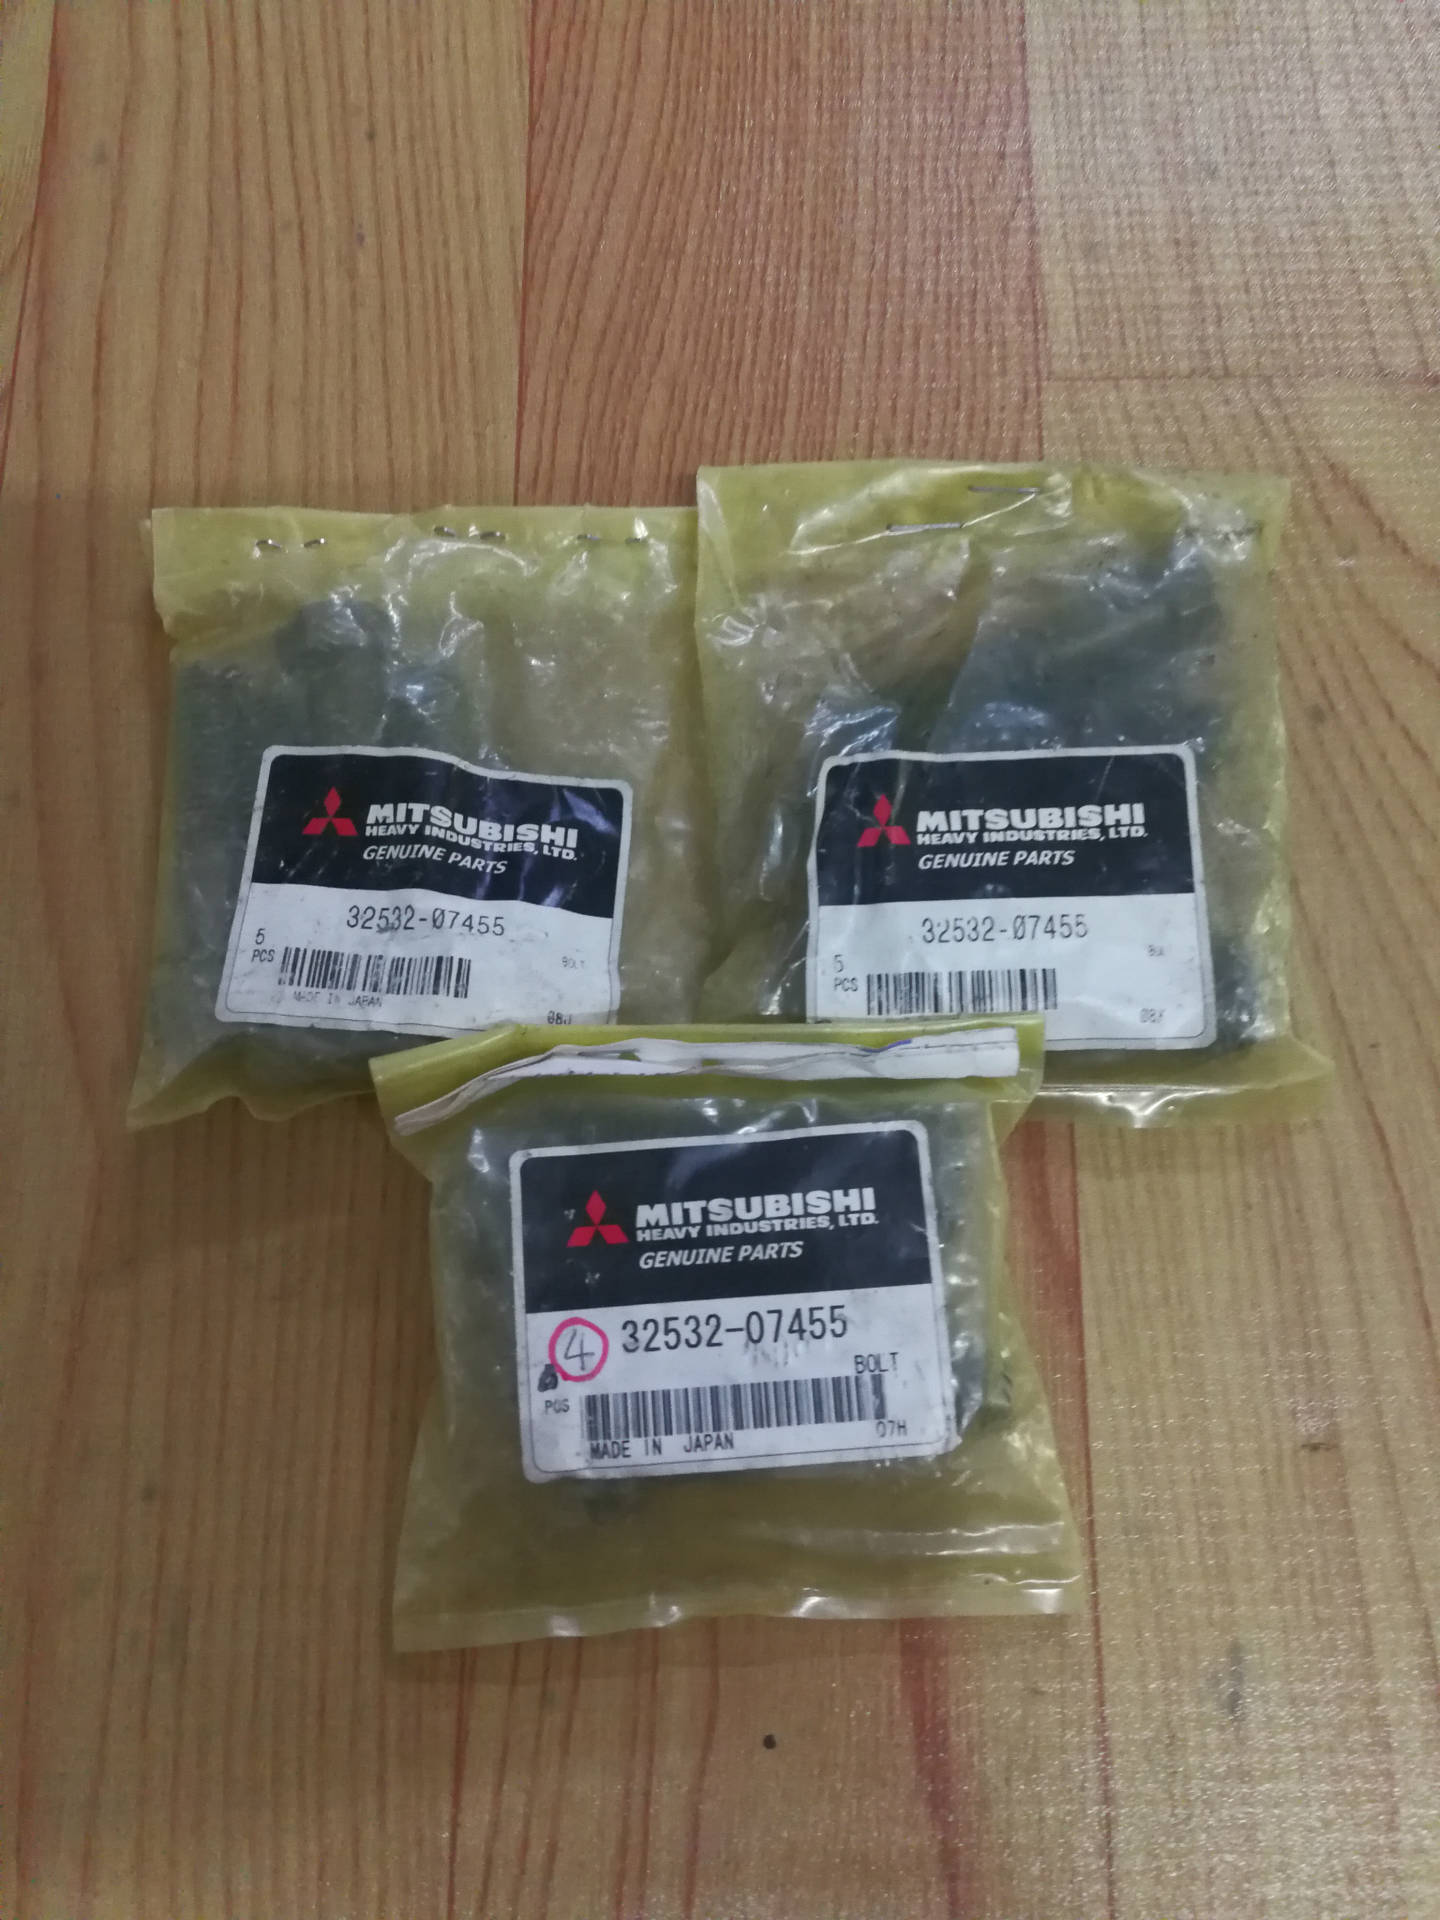 MITSUBISHI
HEAVY INDUSTRIES, LTD.
GENUINE PARTS
32532-07455
5
PCS
BOLT
MADE IN JAPAN
08J
MITSUBISHI
HEAVY INDUSTRIES, LTD.
GENUINE PARTS
32532-07455
5
PCS
MITSUBISHI
HEAVY INDUSTRIES, LTD.
GENUINE PARTS
4
32532-07455
BOLT
PCS
MADE IN JAPAN
07H